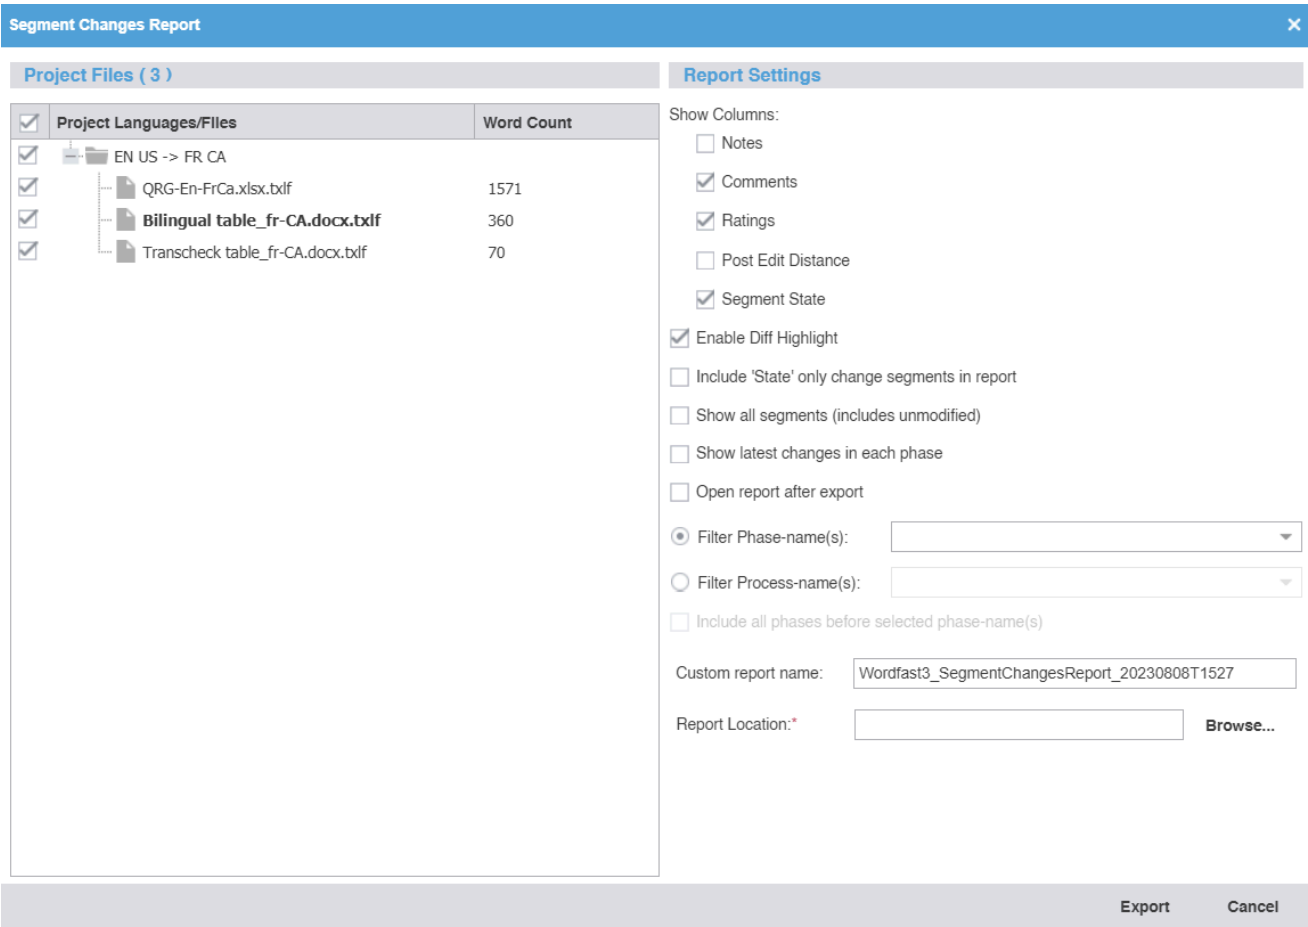 Segment Changes Report
Project Files ( 3 )
Project Languages/Files Word Count
EN US -> FR CA
QRG-En-FrCa.xlsx.txlf 1571
Bilingual table_fr-CA.docx.txlf 360
Transcheck table_fr-CA.docx.txlf 70
Report Settings
Show Columns:
Notes
Comments
Ratings
Post Edit Distance
Segment State
Enable Diff Highlight
Include 'State' only change segments in report
Show all segments (includes unmodified)
Show latest changes in each phase
Open report after export
Filter Phase-name(s):
Filter Process-name(s):
Include all phases before selected phase-name(s)
Custom report name: Wordfast3_SegmentChangesReport_20230808T1527
Report Location:* Browse...
Export Cancel